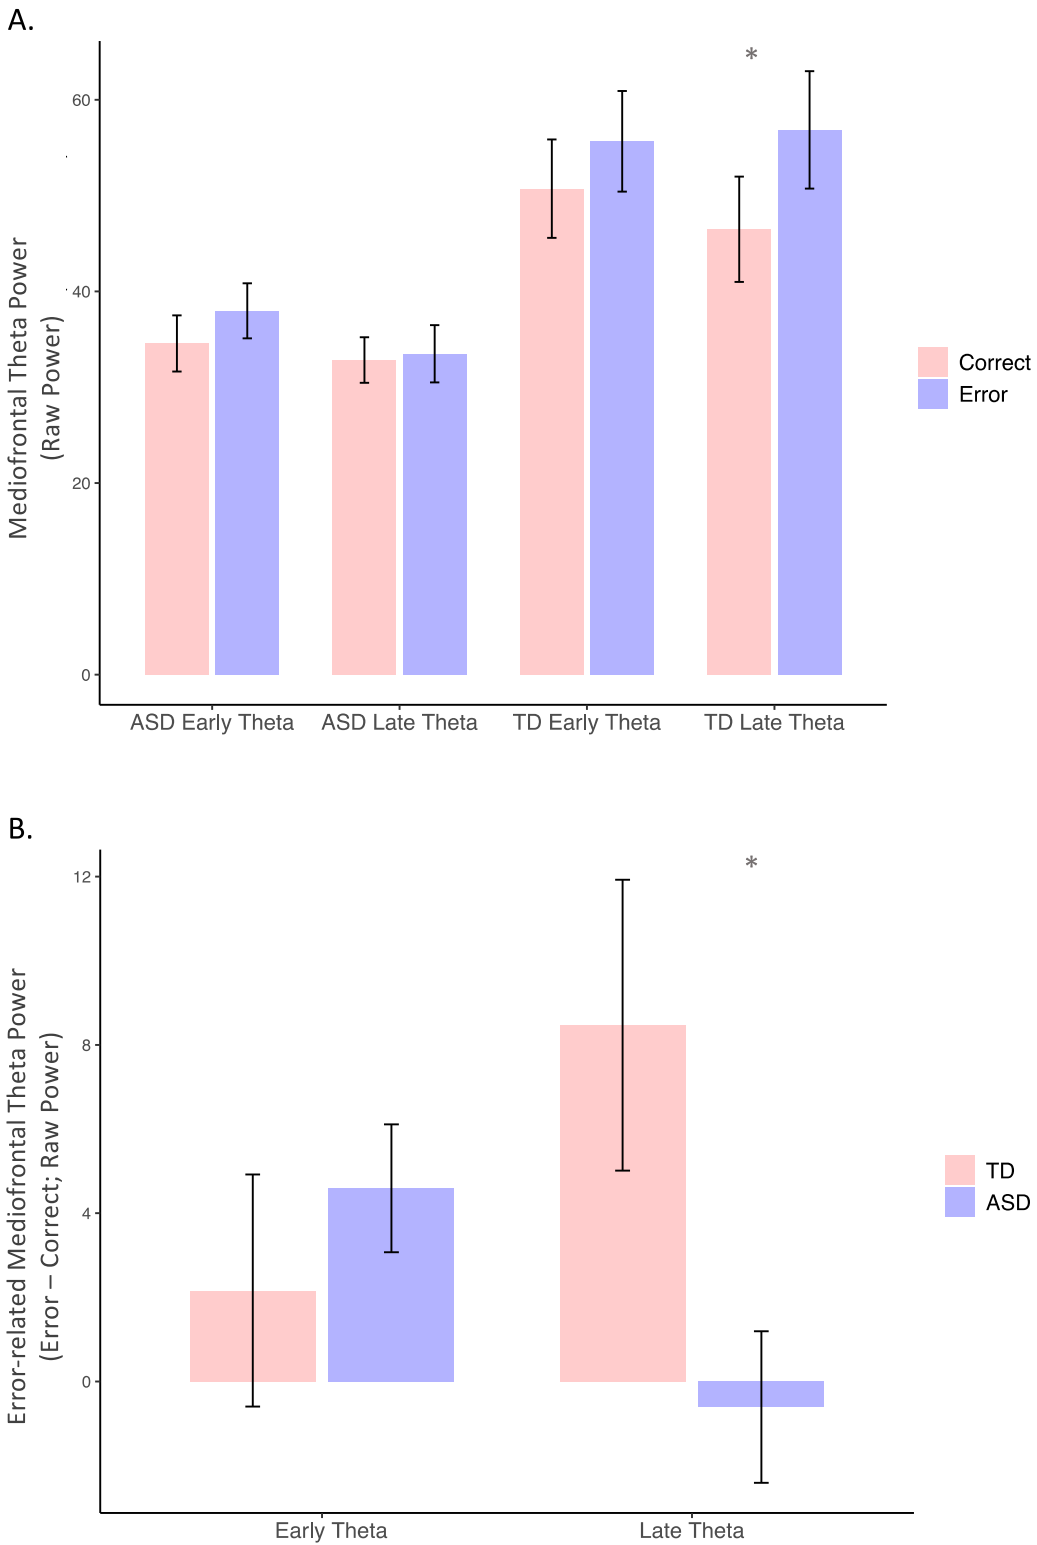 A.
*
Mediofrontal Theta Power
(Raw Power)
60
40
20
0
ASD Early Theta
ASD Late Theta
TD Early Theta
TD Late Theta
Correct
Error
B.
*
Error-related Mediofrontal Theta Power
(Error – Correct; Raw Power)
12
8
4
0
Early Theta
Late Theta
TD
ASD